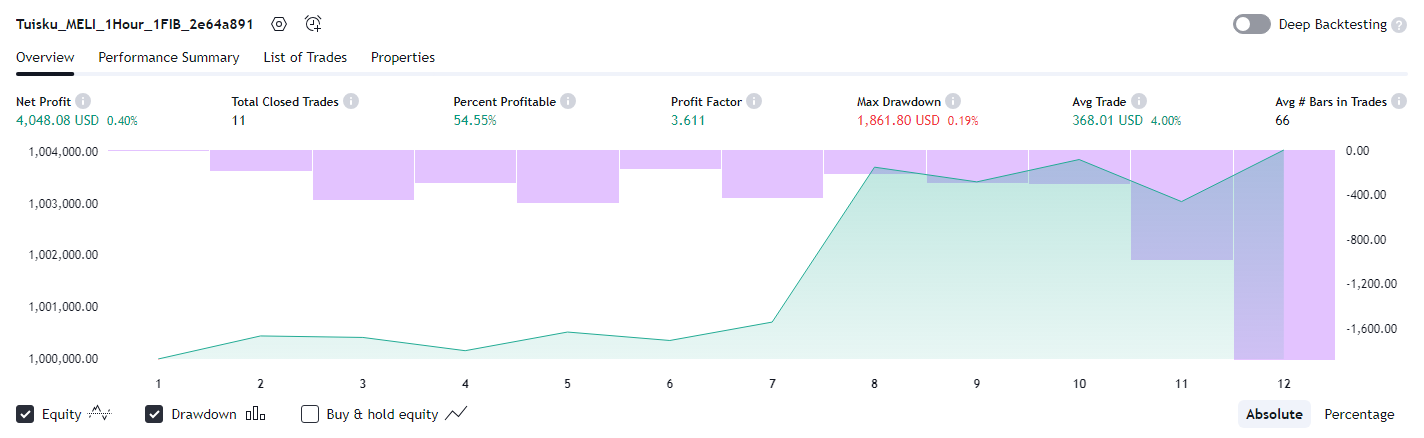 Tuisku_MELI_1Hour_1FIB_2e64a891
Deep Backtesting ?
Overview Performance Summary List of Trades Properties
Net Profit Total Closed Trades Percent Profitable Profit Factor Max Drawdown Avg Trade Avg # Bars in Trades
4,048.08 USD 0.40% 11 54.55% 3.611 1,861.80 USD 0.19% 368.01 USD 4.00% 66
1,004,000.00 0.00
1,003,000.00 -400.00
1,002,000.00 -800.00
1,001,000.00 -1,200.00
1,000,000.00 -1,600.00
1 2 3 4 5 6 7 8 9 10 11 12
Equity Drawdown Buy & hold equity Absolute Percentage